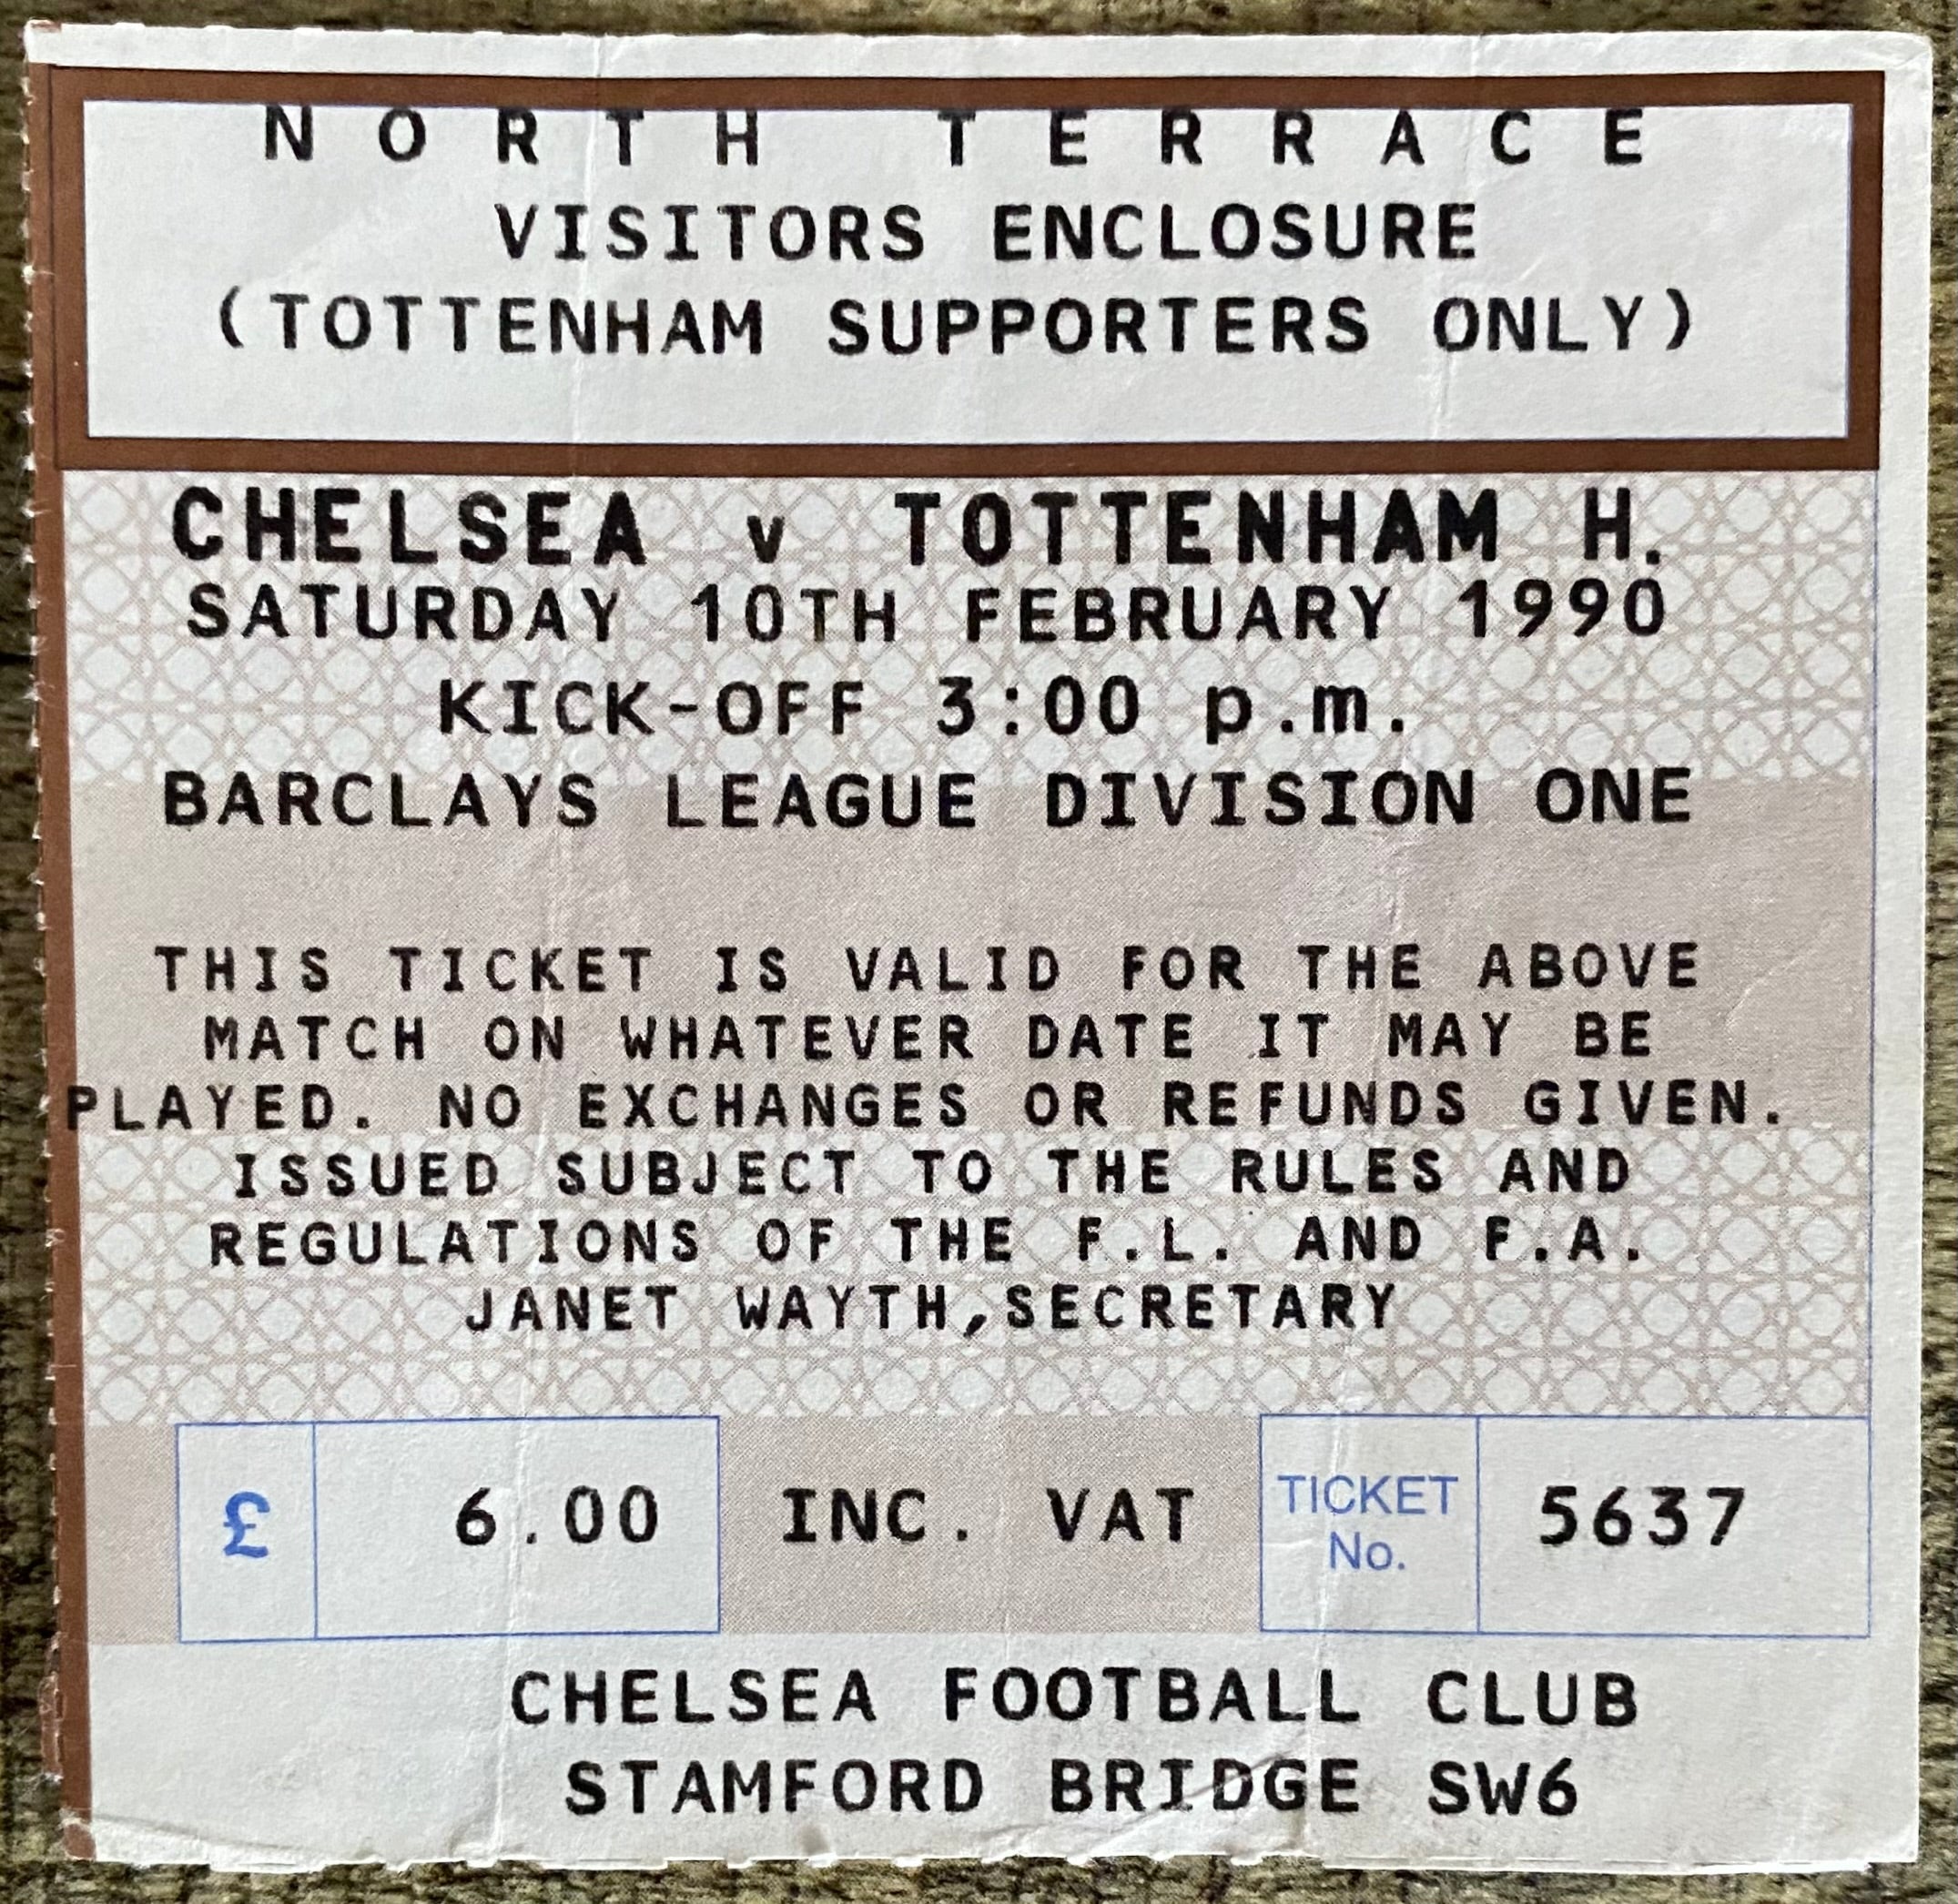 NORTH TERRACE
VISITORS ENCLOSURE
(TOTTENHAM SUPPORTERS ONLY)
CHELSEA v TOTTENHAM H.
SATURDAY 10TH FEBRUARY 1990
KICK-OFF 3:00 p.m.
BARCLAYS LEAGUE DIVISION ONE
THIS TICKET IS VALID FOR THE ABOVE
MATCH ON WHATEVER DATE IT MAY BE
PLAYED. NO EXCHANGES OR REFUNDS GIVEN.
ISSUED SUBJECT TO THE RULES AND
REGULATIONS OF THE F.L. AND F.A.
JANET WAYTH,SECRETARY
£ 6.00 INC. VAT TICKET No. 5637
CHELSEA FOOTBALL CLUB
STAMFORD BRIDGE SW6